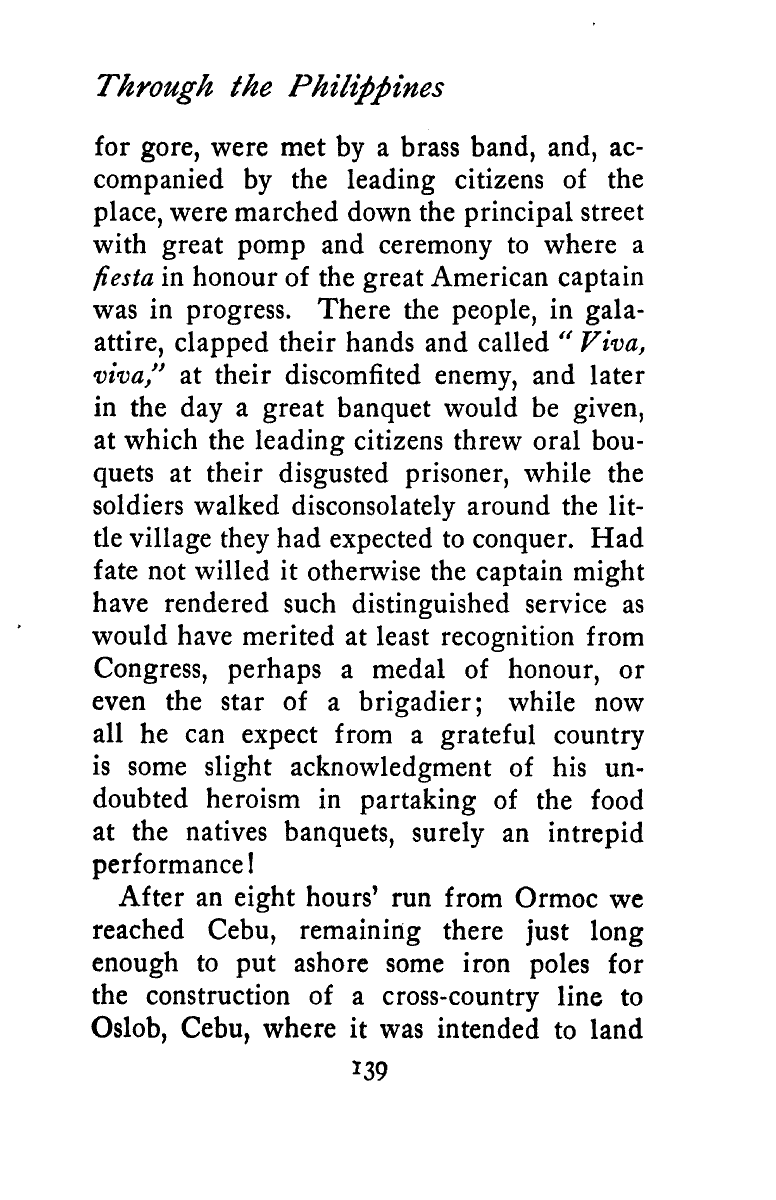 Through the Philippines
for gore, were met by a brass band, and, ac-
companied by the leading citizens of the
place, were marched down the principal street
with great pomp and ceremony to where a
fiesta in honour of the great American captain
was in progress. There the people, in gala-
attire, clapped their hands and called “ Viva,
viva,” at their discomfited enemy, and later
in the day a great banquet would be given,
at which the leading citizens threw oral bou-
quets at their disgusted prisoner, while the
soldiers walked disconsolately around the lit-
tle village they had expected to conquer. Had
fate not willed it otherwise the captain might
have rendered such distinguished service as
would have merited at least recognition from
Congress, perhaps a medal of honour, or
even the star of a brigadier; while now
all he can expect from a grateful country
is some slight acknowledgment of his un-
doubted heroism in partaking of the food
at the natives banquets, surely an intrepid
performance!
After an eight hours’ run from Ormoc we
reached Cebu, remaining there just long
enough to put ashore some iron poles for
the construction of a cross-country line to
Oslob, Cebu, where it was intended to land
139